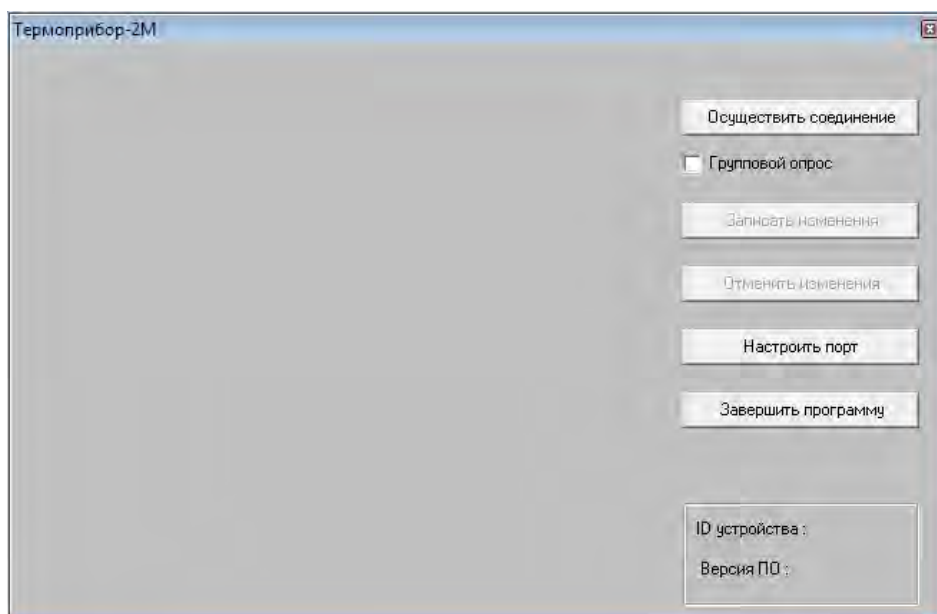 Термоприбор-2М
Осуществить соединение
Групповой опрос
Записать изменения
Отменить изменения
Настроить порт
Завершить программу
ID устройства :
Версия ПО :